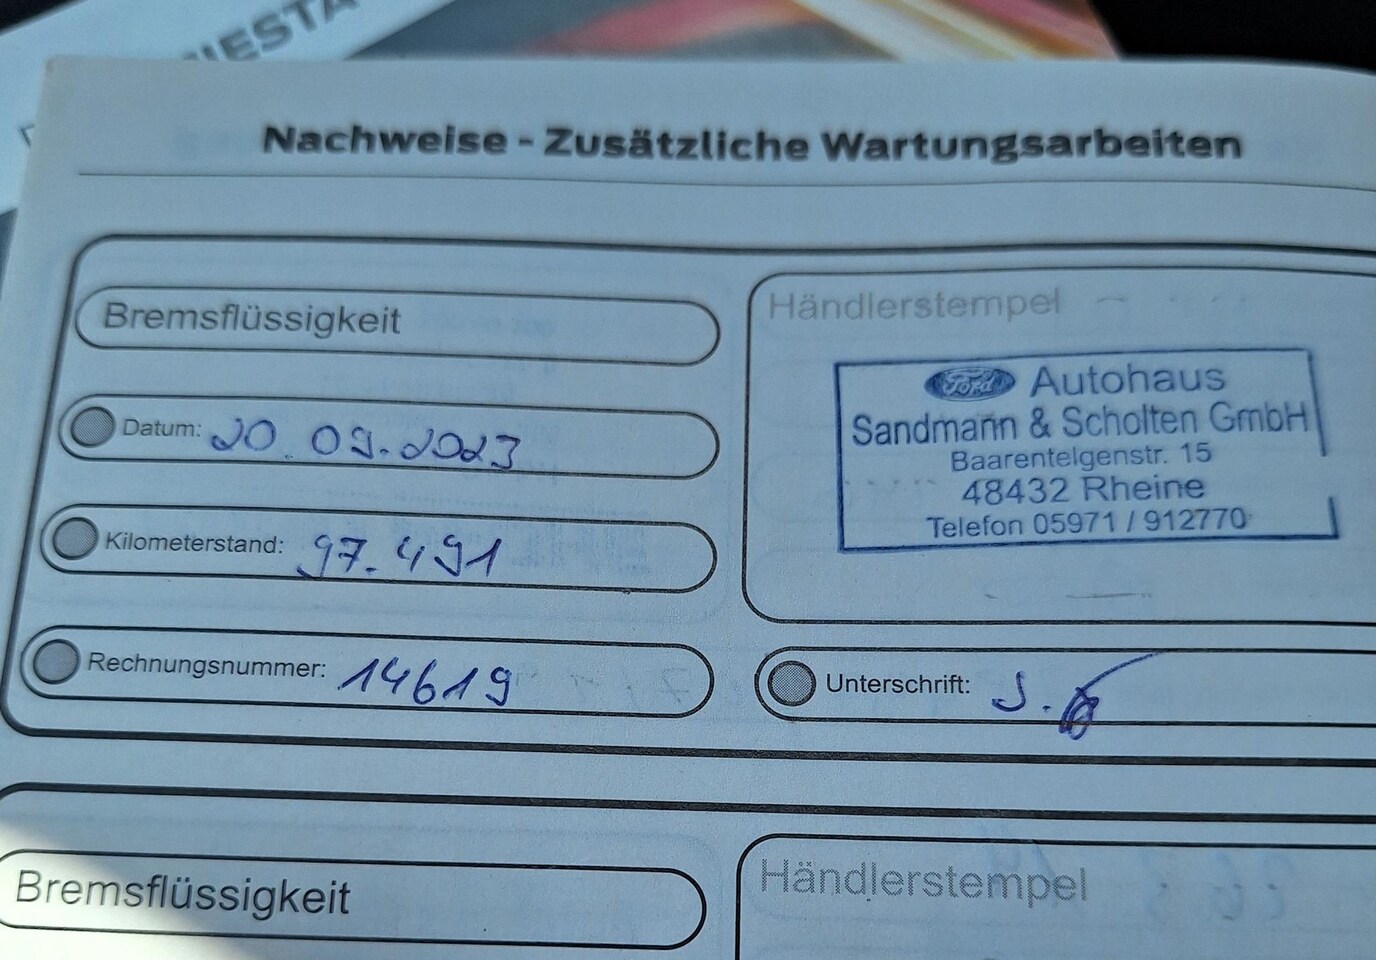 IESTA
Nachweise - Zusätzliche Wartungsarbeiten
Bremsflüssigkeit
Datum: 20.09.2023
Kilometerstand: 97.491
Rechnungsnummer: 14619
Händlerstempel
Ford Autohaus
Sandmann & Scholten GmbH
Baarentelgenstr. 15
48432 Rheine
Telefon 05971 / 912770
Unterschrift:
Bremsflüssigkeit
Händlerstempel